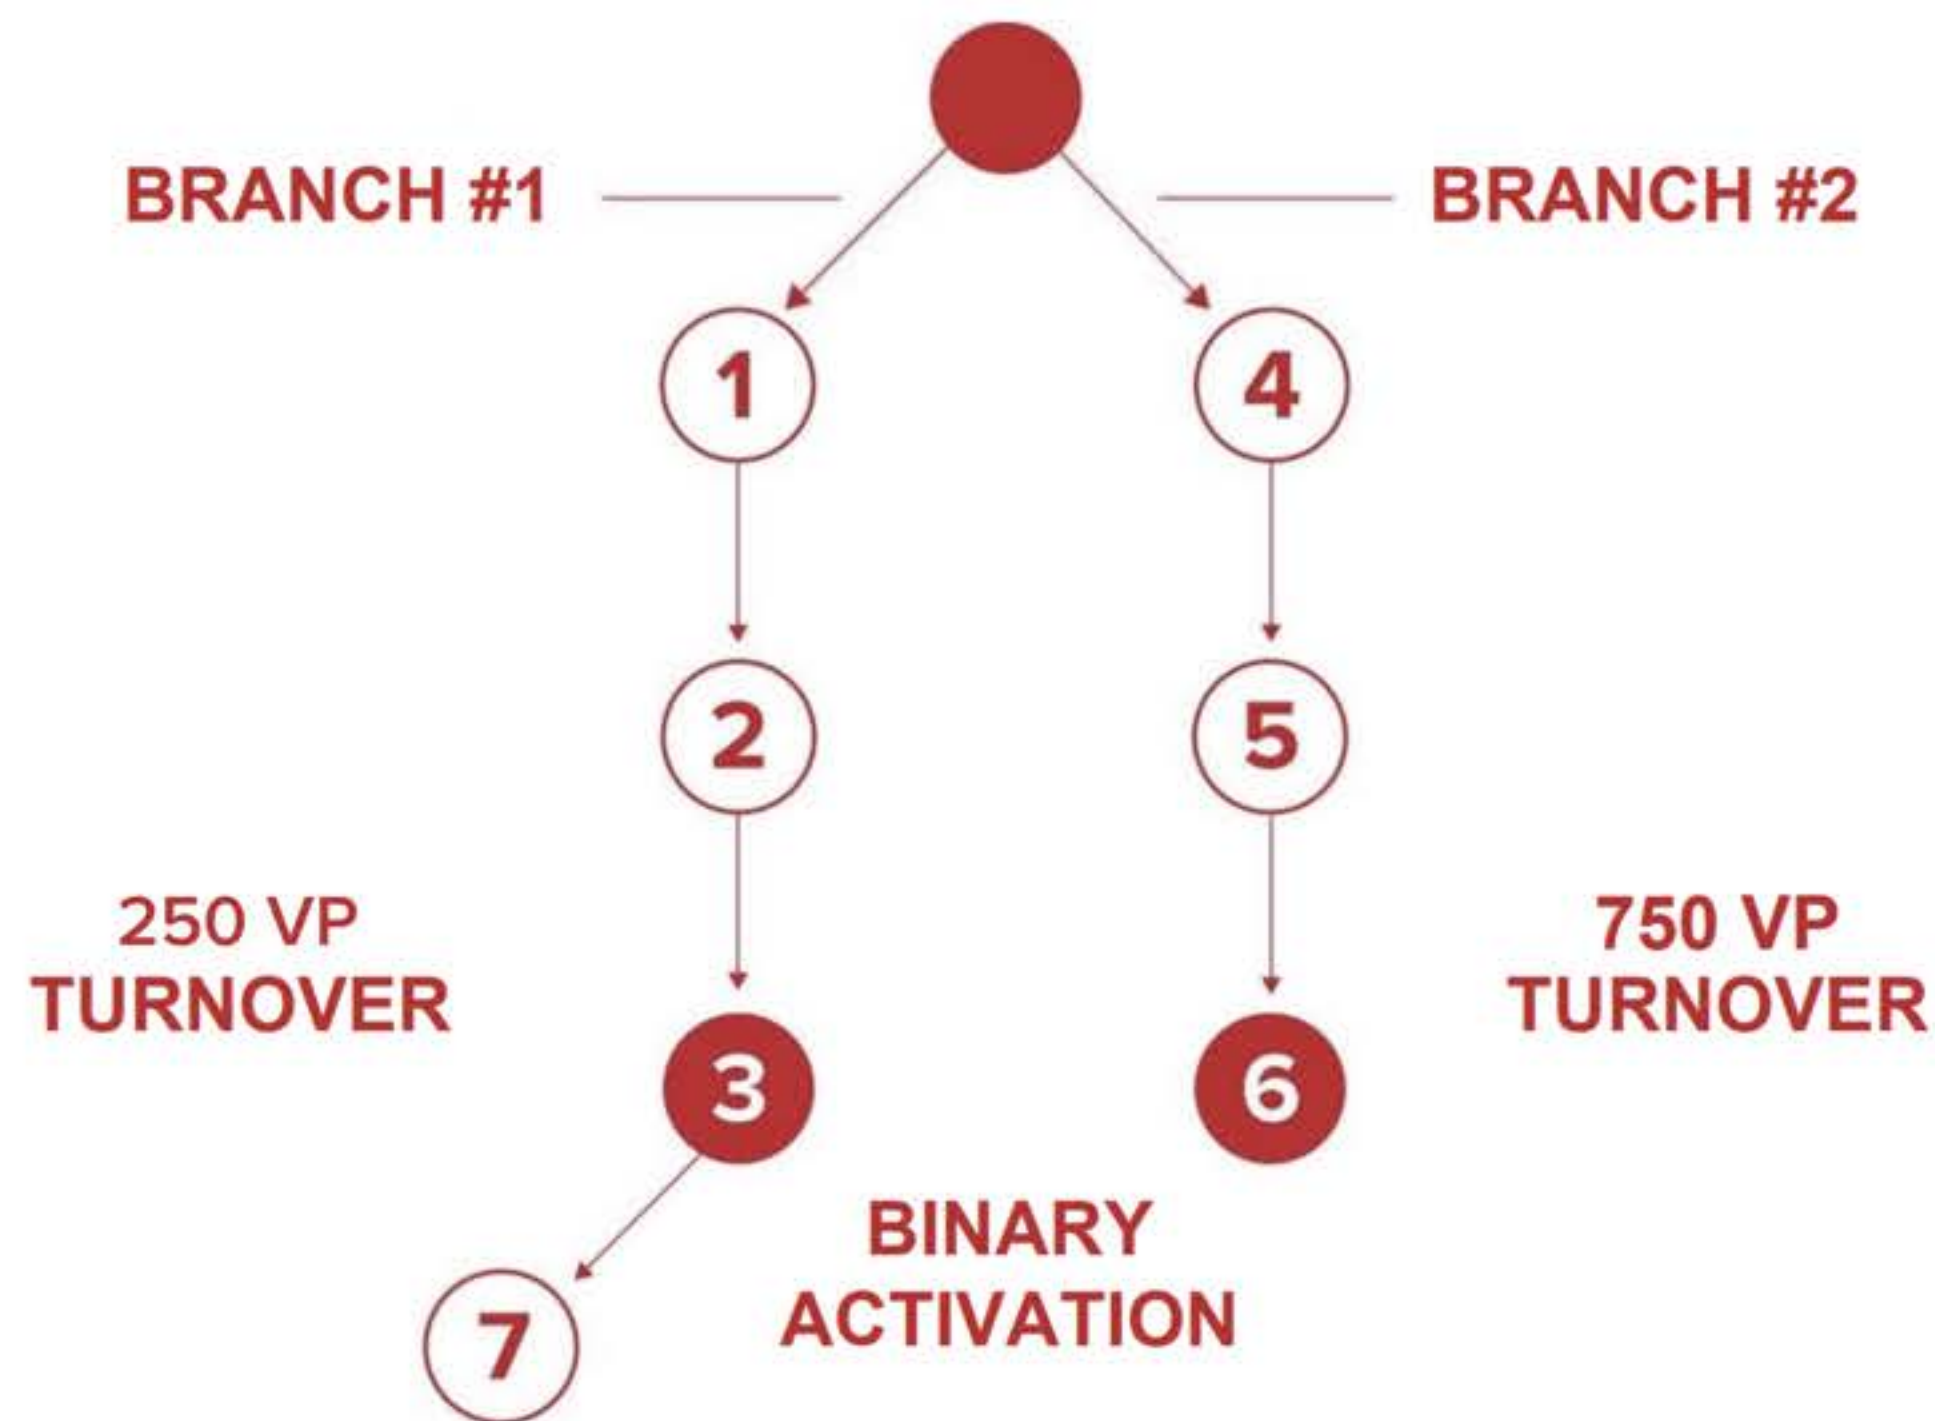 BRANCH #1
BRANCH #2
1
4
2
5
250 VP
TURNOVER
750 VP
TURNOVER
3
6
BINARY
ACTIVATION
7